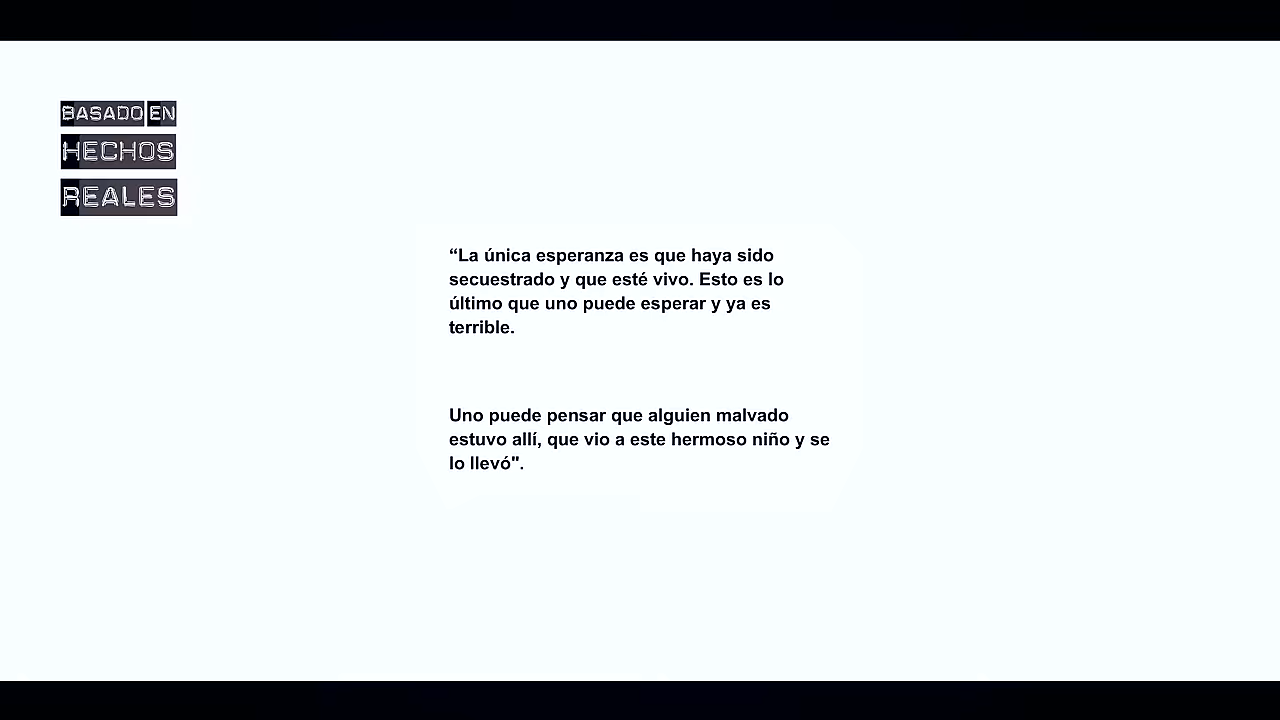 BASADO EN
HECHOS
REALES
“La única esperanza es que haya sido
secuestrado y que esté vivo. Esto es lo
último que uno puede esperar y ya es
terrible.
Uno puede pensar que alguien malvado
estuvo allí, que vio a este hermoso niño y se
lo llevó".